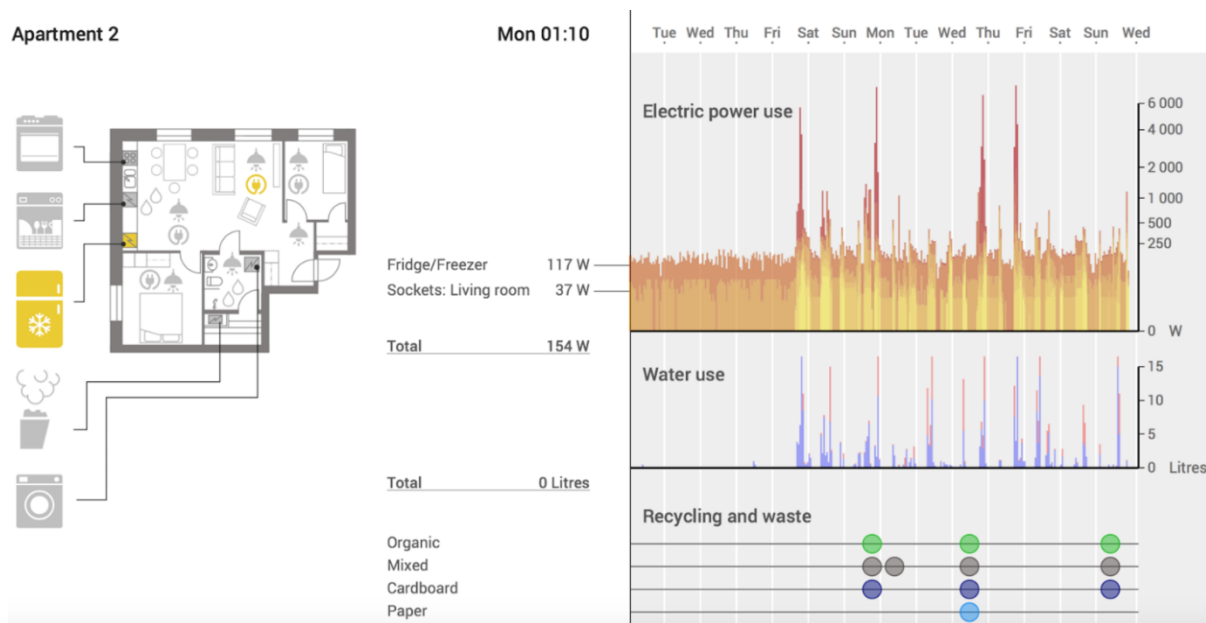 Apartment 2
Mon 01:10
Tue Wed Thu Fri Sat Sun Mon Tue Wed Thu Fri Sat Sun Wed
Electric power use
6 000
4 000
2 000
1 000
500
250
Fridge/Freezer 117 W
Sockets: Living room 37 W
0 W
Total 154 W
Water use
15
10
5
0 Litres
Total 0 Litres
Recycling and waste
Organic
Mixed
Cardboard
Paper